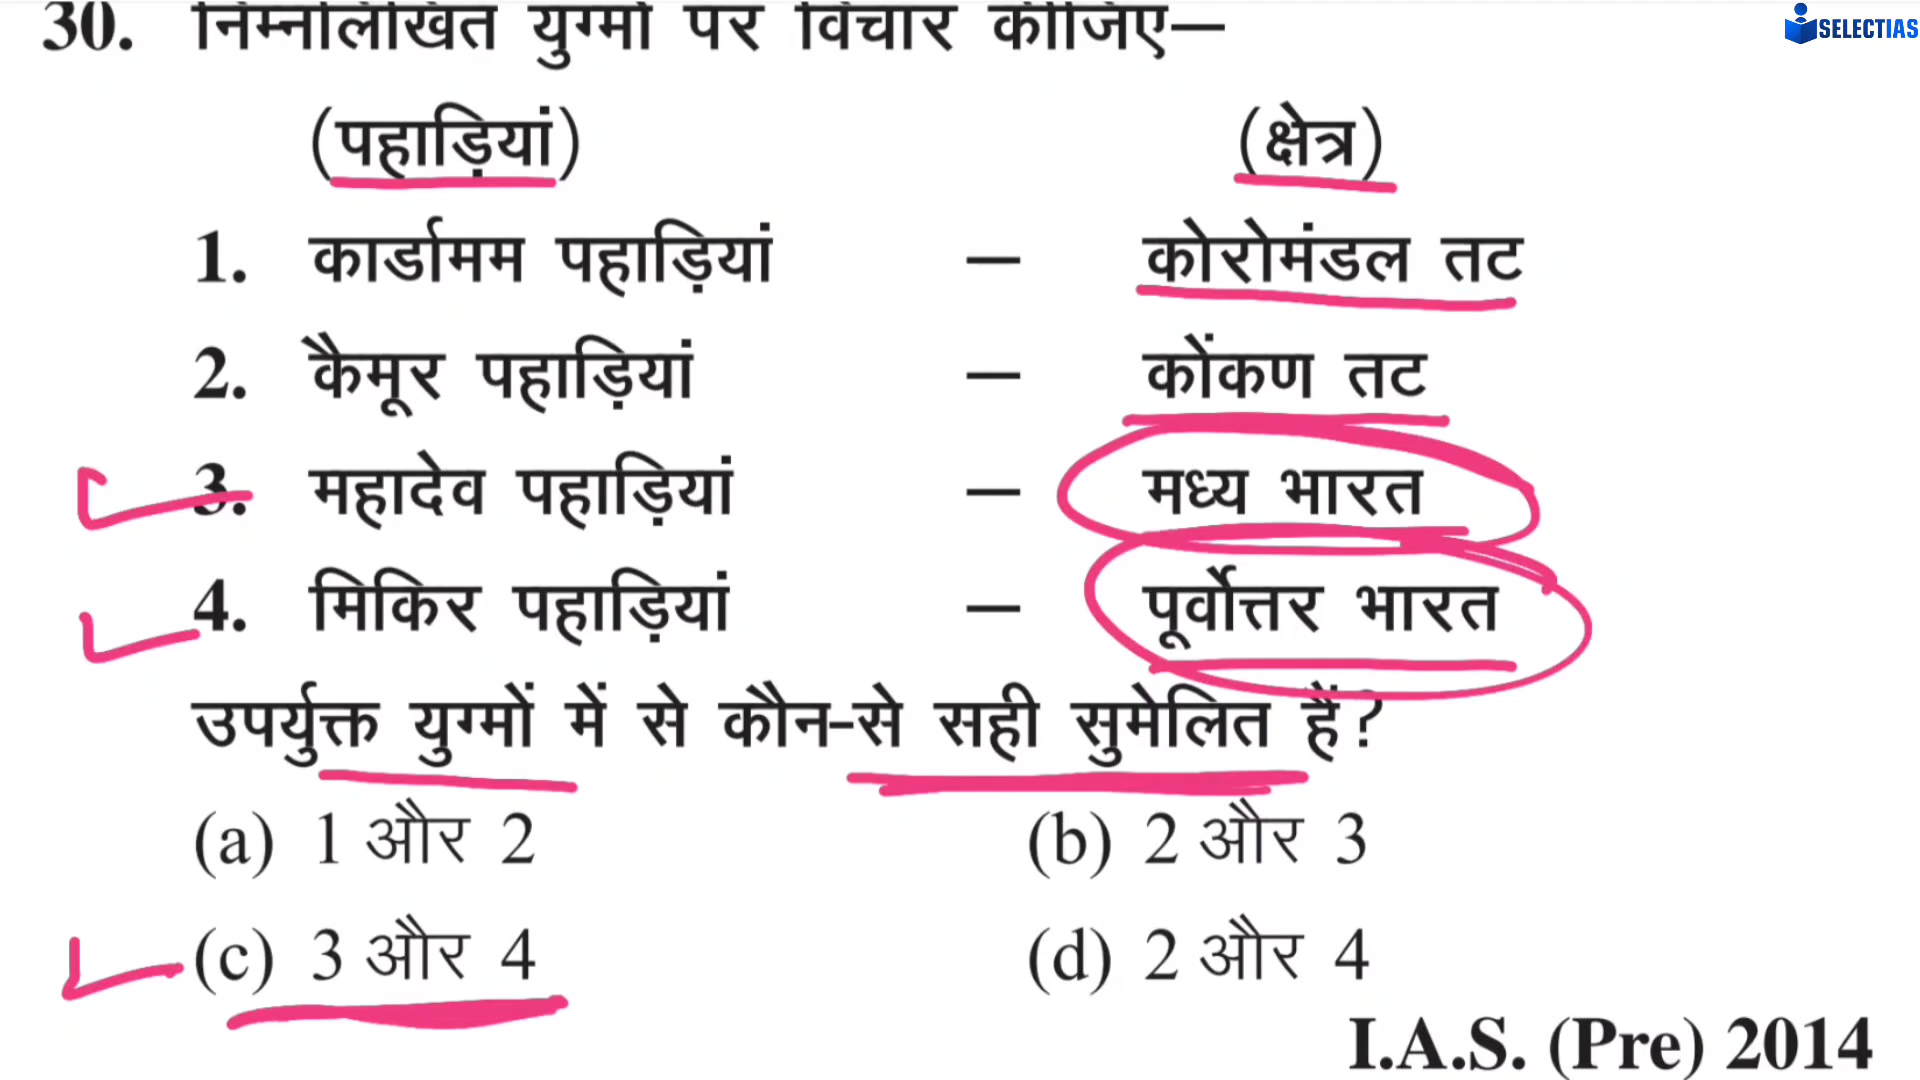 30. निम्नलिखित युग्मों पर विचार कीजिए—
SELECTIAS
(पहाड़ियां) (क्षेत्र)
1. कार्डामम पहाड़ियां – कोरोमंडल तट
2. कैमूर पहाड़ियां – कोंकण तट
3. महादेव पहाड़ियां – मध्य भारत
4. मिकिर पहाड़ियां – पूर्वोत्तर भारत
उपर्युक्त युग्मों में से कौन-से सही सुमेलित हैं?
(a) 1 और 2 (b) 2 और 3
(c) 3 और 4 (d) 2 और 4
I.A.S. (Pre) 2014